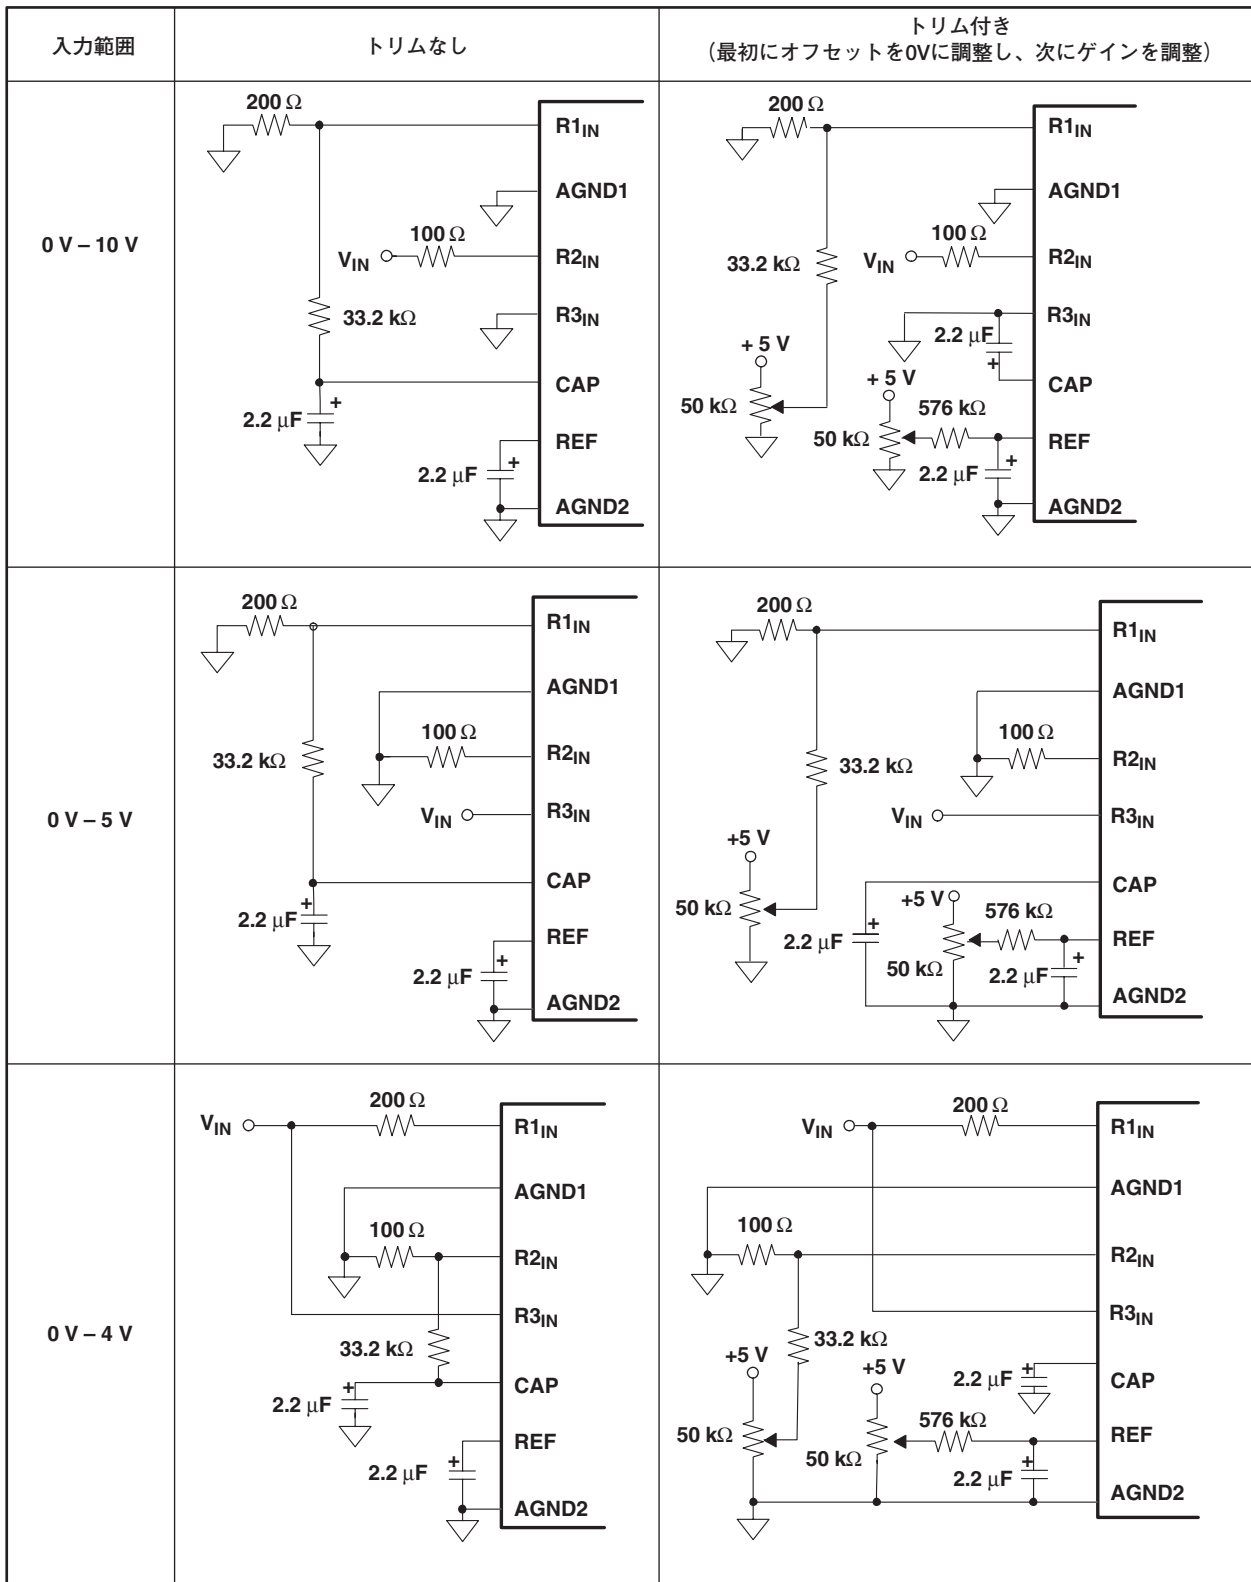 入力範囲
トリムなし
トリム付き
（最初にオフセットを0Vに調整し、次にゲインを調整）
0 V – 10 V
200 Ω
R1IN
AGND1
100 Ω
VIN
R2IN
R3IN
33.2 kΩ
CAP
2.2 μF
+
REF
2.2 μF
+
AGND2
200 Ω
R1IN
AGND1
100 Ω
VIN
R2IN
33.2 kΩ
R3IN
2.2 μF
+
+ 5 V
CAP
+ 5 V
50 kΩ
576 kΩ
50 kΩ
REF
2.2 μF
+
AGND2
0 V – 5 V
200 Ω
R1IN
AGND1
100 Ω
R2IN
33.2 kΩ
VIN
R3IN
CAP
+
2.2 μF
REF
+
2.2 μF
AGND2
200 Ω
R1IN
AGND1
100 Ω
R2IN
33.2 kΩ
VIN
R3IN
+5 V
CAP
+5 V
50 kΩ
576 kΩ
+
2.2 μF
REF
50 kΩ
2.2 μF
+
AGND2
0 V – 4 V
200 Ω
VIN
R1IN
AGND1
100 Ω
R2IN
R3IN
33.2 kΩ
CAP
+
2.2 μF
REF
+
2.2 μF
AGND2
200 Ω
VIN
R1IN
AGND1
100 Ω
R2IN
R3IN
33.2 kΩ
+5 V
+5 V
+
2.2 μF
CAP
576 kΩ
50 kΩ
REF
50 kΩ
+
2.2 μF
AGND2